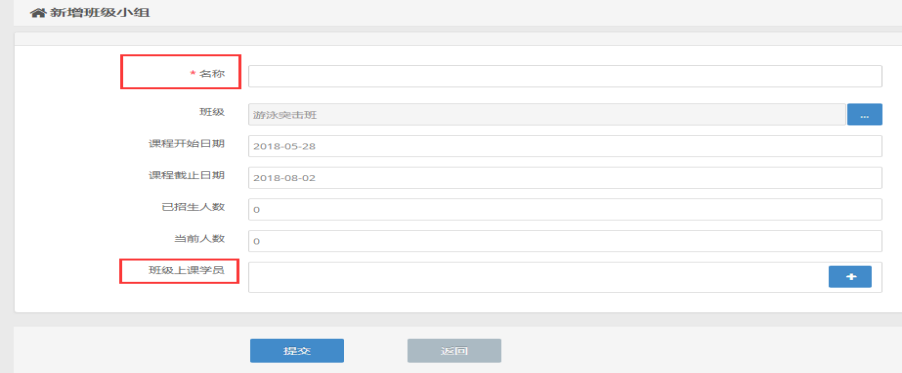 新增班级小组
* 名称
班级 游泳突击班 ...
课程开始日期 2018-05-28
课程截止日期 2018-08-02
已招生人数 0
当前人数 0
班级上课学员 +
提交 返回